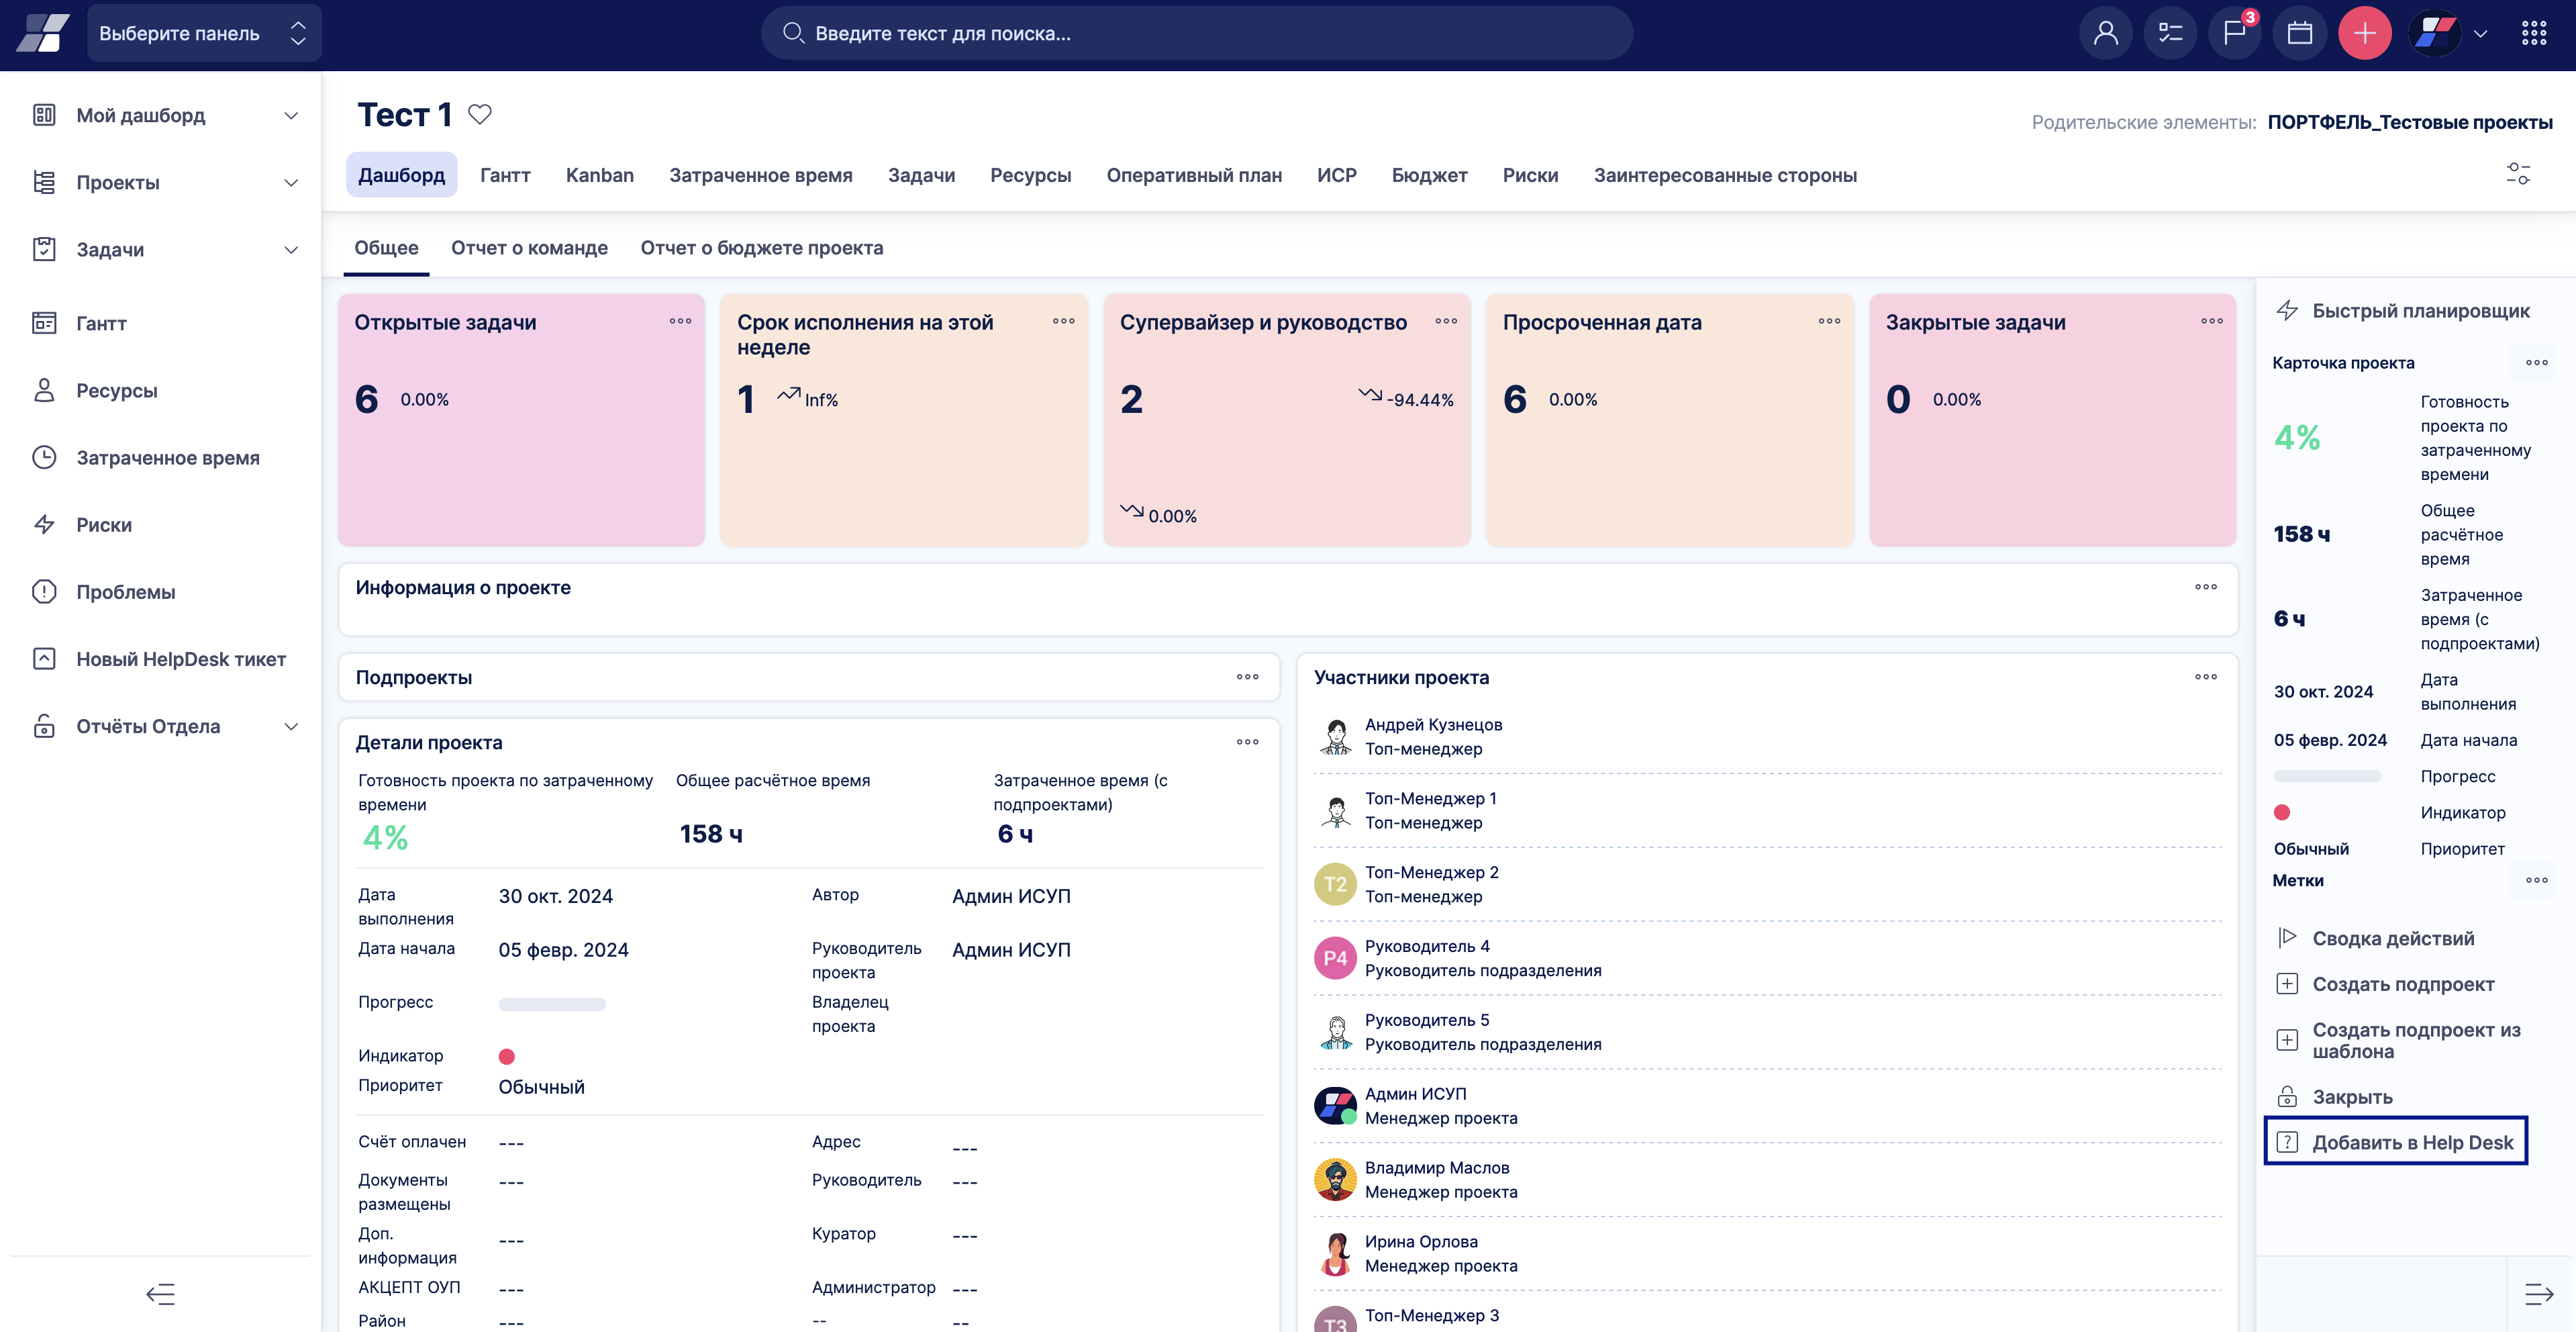 Выберите панель
Введите текст для поиска...
3
Мой дашборд
Проекты
Задачи
Гантт
Ресурсы
Затраченное время
Риски
Проблемы
Новый HelpDesk тикет
Отчёты Отдела
Тест 1
Родительские элементы: ПОРТФЕЛЬ_Тестовые проекты
Дашборд Гантт Kanban Затраченное время Задачи Ресурсы Оперативный план ИСР Бюджет Риски Заинтересованные стороны
Общее Отчет о команде Отчет о бюджете проекта
Открытые задачи
6 0.00%
Срок исполнения на этой
неделе
1 Inf%
Супервайзер и руководство
2 -94.44%
0.00%
Просроченная дата
6 0.00%
Закрытые задачи
0 0.00%
Информация о проекте
Подпроекты
Детали проекта
Готовность проекта по затраченному
времени
4%
Общее расчётное время
158 ч
Затраченное время (с
подпроектами)
6 ч
Дата
выполнения
30 окт. 2024
Автор
Админ ИСУП
Дата начала
05 февр. 2024
Руководитель
проекта
Админ ИСУП
Прогресс
Владелец
проекта
Индикатор
Приоритет
Обычный
Счёт оплачен
---
Адрес
---
Документы
размещены
---
Руководитель
---
Доп.
информация
---
Куратор
---
АКЦЕПТ ОУП
---
Администратор
---
Район
---
--
--
Участники проекта
Андрей Кузнецов
Топ-менеджер
Топ-Менеджер 1
Топ-менеджер
T2
Топ-Менеджер 2
Топ-менеджер
P4
Руководитель 4
Руководитель подразделения
Руководитель 5
Руководитель подразделения
Админ ИСУП
Менеджер проекта
Владимир Маслов
Менеджер проекта
Ирина Орлова
Менеджер проекта
T3
Топ-Менеджер 3
Быстрый планировщик
Карточка проекта
4%
Готовность
проекта по
затраченному
времени
158 ч
Общее
расчётное
время
6 ч
Затраченное
время (с
подпроектами)
30 окт. 2024
Дата
выполнения
05 февр. 2024
Дата начала
Прогресс
Индикатор
Обычный
Приоритет
Метки
Сводка действий
Создать подпроект
Создать подпроект из
шаблона
Закрыть
Добавить в Help Desk